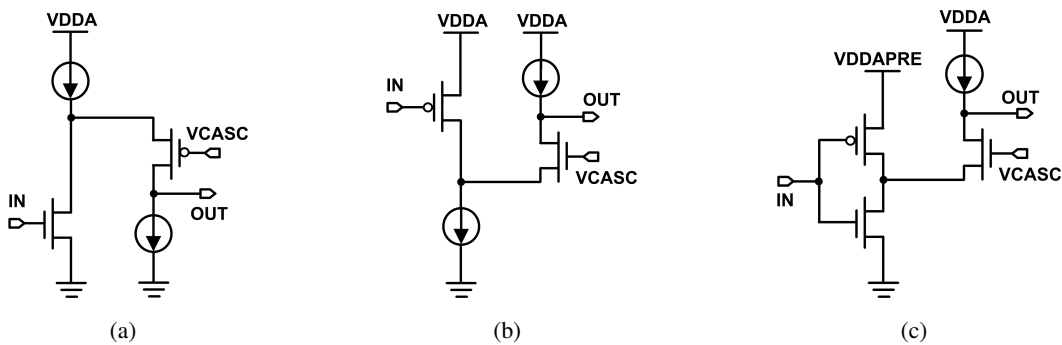 VDDA
VCASC
IN
OUT
(a)
VDDA
VDDA
IN
OUT
VCASC
(b)
VDDA
VDDAPRE
OUT
VCASC
IN
(c)